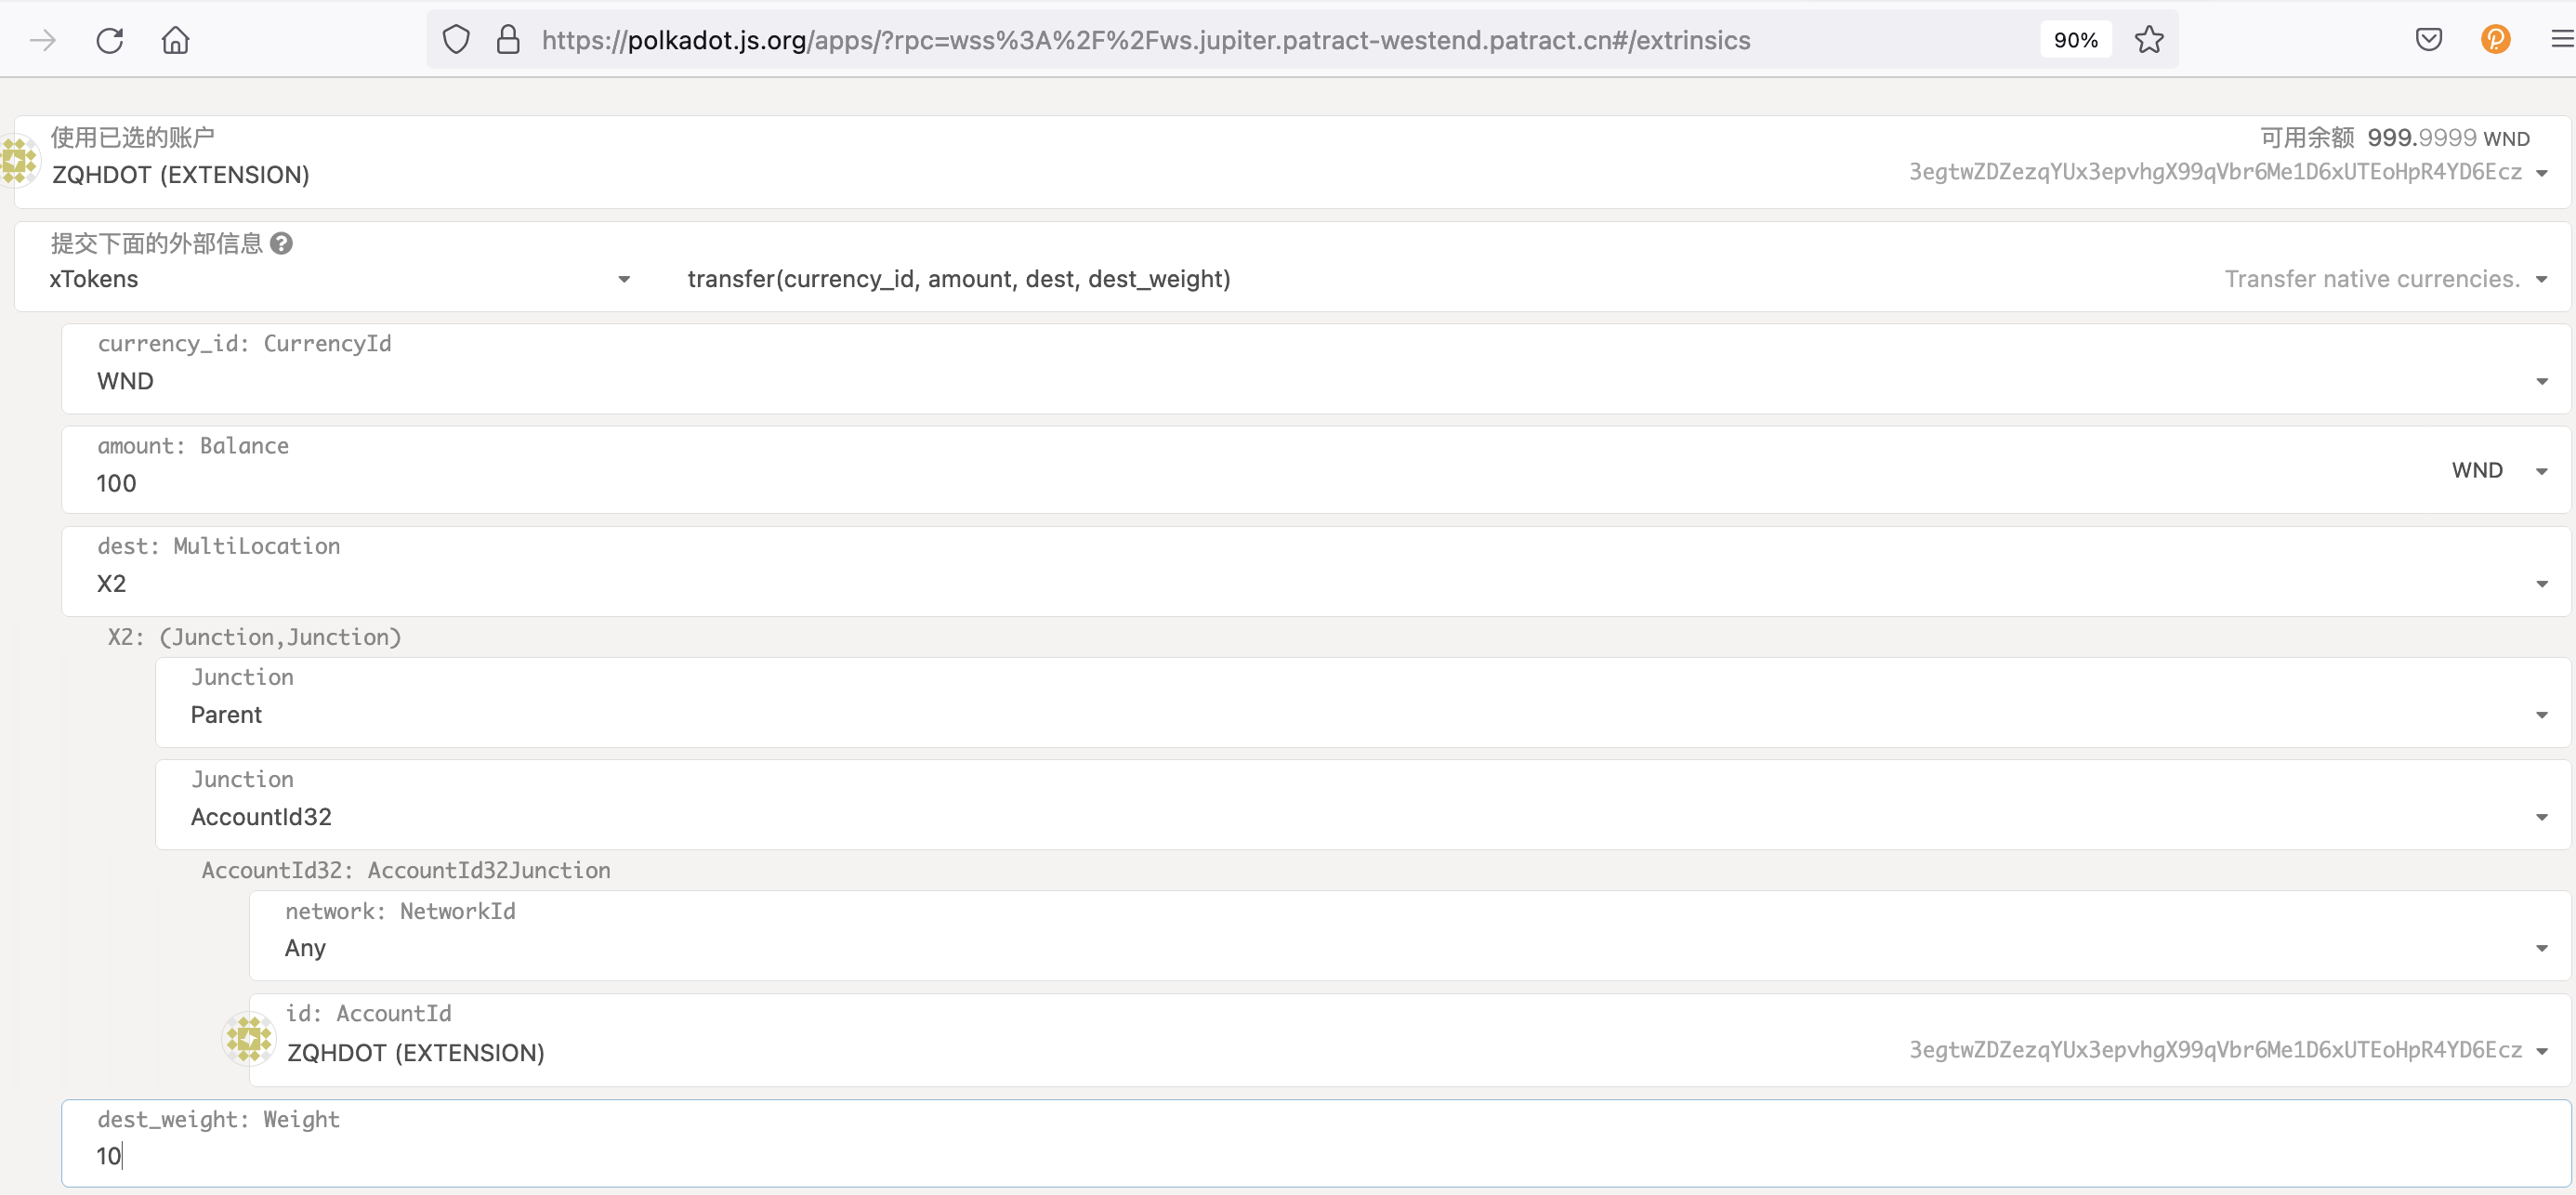 https://polkadot.js.org/apps/?rpc=wss%3A%2F%2Fws.jupiter.patract-westend.patract.cn#/extrinsics 90%
使用已选的账户 可用余额 999.9999 WND
ZQHDOT (EXTENSION) 3egtwZDZezqYUx3epvhgX99qVbr6Me1D6xUTEoHpR4YD6Ecz
提交下面的外部信息
xTokens transfer(currency_id, amount, dest, dest_weight) Transfer native currencies.
currency_id: CurrencyId
WND
amount: Balance
100 WND
dest: MultiLocation
X2
X2: (Junction,Junction)
Junction
Parent
Junction
AccountId32
AccountId32: AccountId32Junction
network: NetworkId
Any
id: AccountId
ZQHDOT (EXTENSION) 3egtwZDZezqYUx3epvhgX99qVbr6Me1D6xUTEoHpR4YD6Ecz
dest_weight: Weight
10